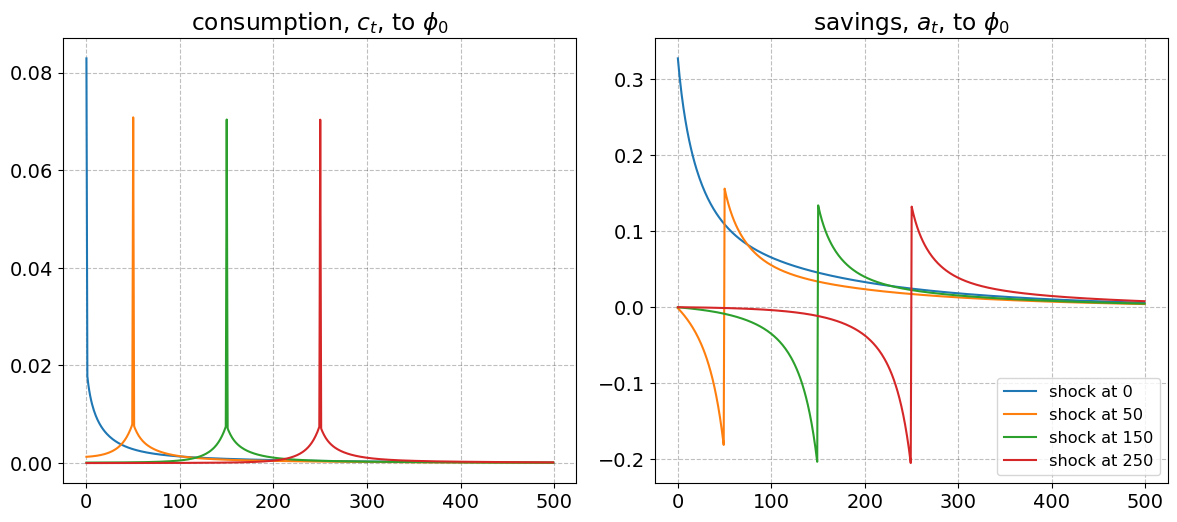 consumption, c_t, to ϕ_0
0.08
0.06
0.04
0.02
0.00
0 100 200 300 400 500
savings, a_t, to ϕ_0
0.3
0.2
0.1
0.0
−0.1
−0.2
0 100 200 300 400 500
shock at 0
shock at 50
shock at 150
shock at 250